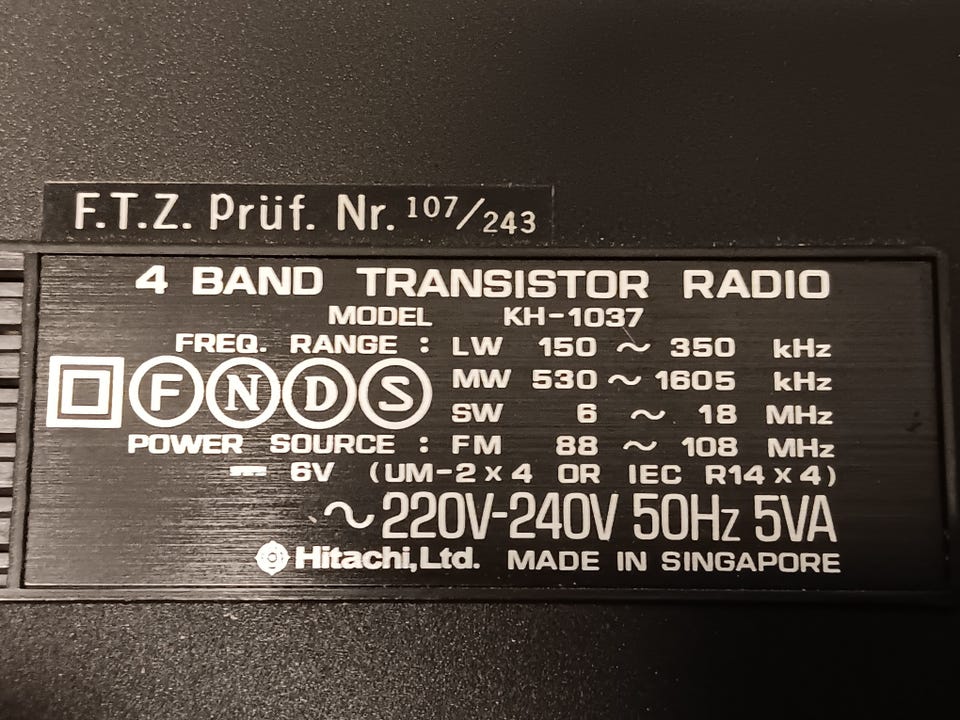 F.T.Z. Prüf. Nr. 107/243
4 BAND TRANSISTOR RADIO
MODEL KH-1037
FREQ. RANGE : LW 150 ~ 350 kHz
F N D S MW 530 ~ 1605 kHz
SW 6 ~ 18 MHz
POWER SOURCE : FM 88 ~ 108 MHz
⎓ 6V (UM-2 x 4 OR IEC R14 x 4)
~220V-240V 50Hz 5VA
Hitachi,Ltd. MADE IN SINGAPORE